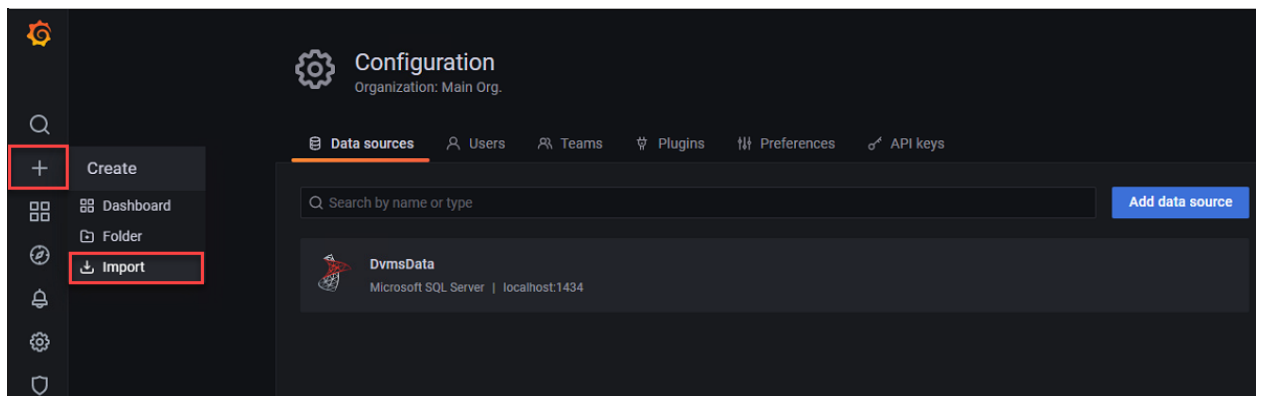 Configuration
Organization: Main Org.
Data sources Users Teams Plugins Preferences API keys
Create
Dashboard
Folder
Import
Search by name or type
Add data source
DvmsData
Microsoft SQL Server | localhost:1434